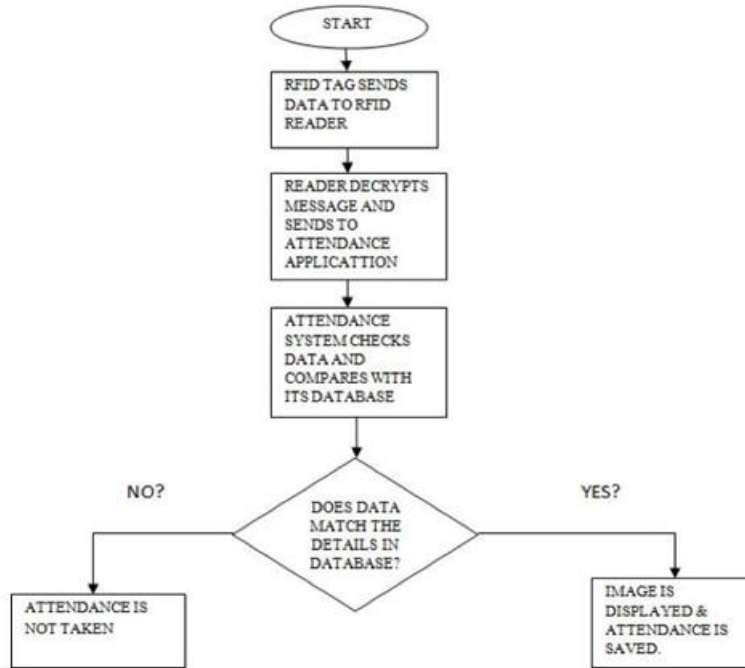 START
RFID TAG SENDS
DATA TO RFID
READER
READER DECRYPTS
MESSAGE AND
SENDS TO
ATTENDANCE
APPLICATTION
ATTENDANCE
SYSTEM CHECKS
DATA AND
COMPARES WITH
ITS DATABASE
NO?
YES?
DOES DATA
MATCH THE
DETAILS IN
DATABASE?
ATTENDANCE IS
NOT TAKEN
IMAGE IS
DISPLAYED &
ATTENDANCE IS
SAVED.